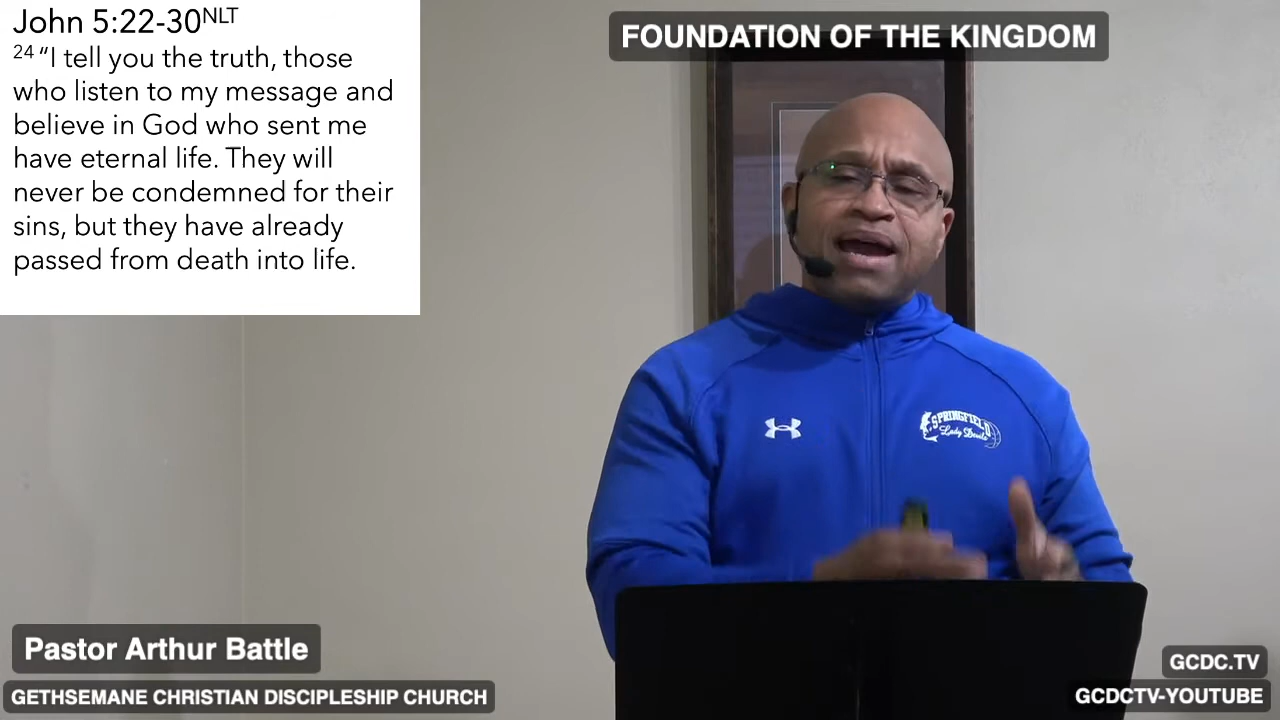 John 5:22-30NLT
24 “I tell you the truth, those
who listen to my message and
believe in God who sent me
have eternal life. They will
never be condemned for their
sins, but they have already
passed from death into life.
FOUNDATION OF THE KINGDOM
SPRINGFIELD
Lady Devils
Pastor Arthur Battle
GETHSEMANE CHRISTIAN DISCIPLESHIP CHURCH
GCDC.TV
GCDCTV-YOUTUBE